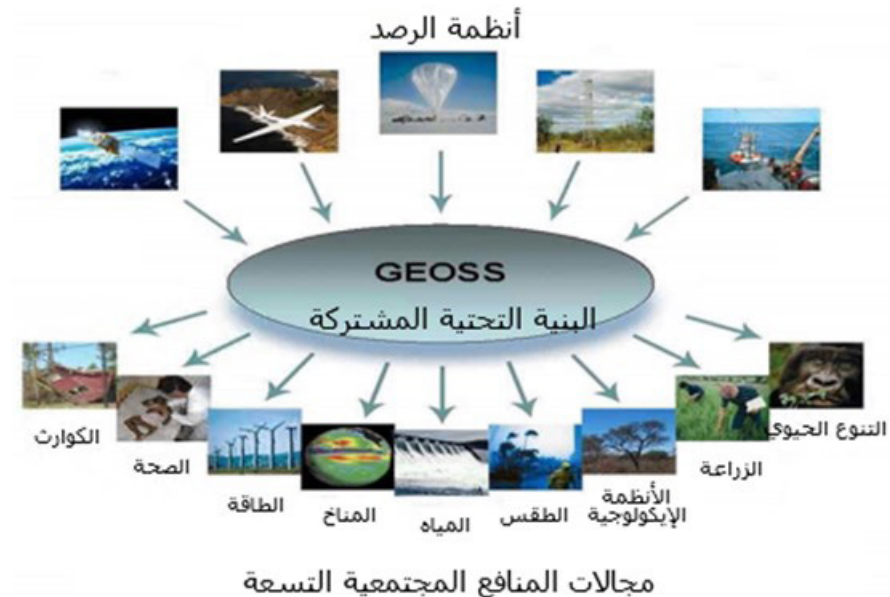 أنظمة الرصد
GEOSS
البنية التحتية المشتركة
التنوع الحيوي
الزراعة
الأنظمة
الإيكولوجية
الطقس
المياه
المناخ
الطاقة
الصحة
الكوارث
مجالات المنافع المجتمعية التسعة